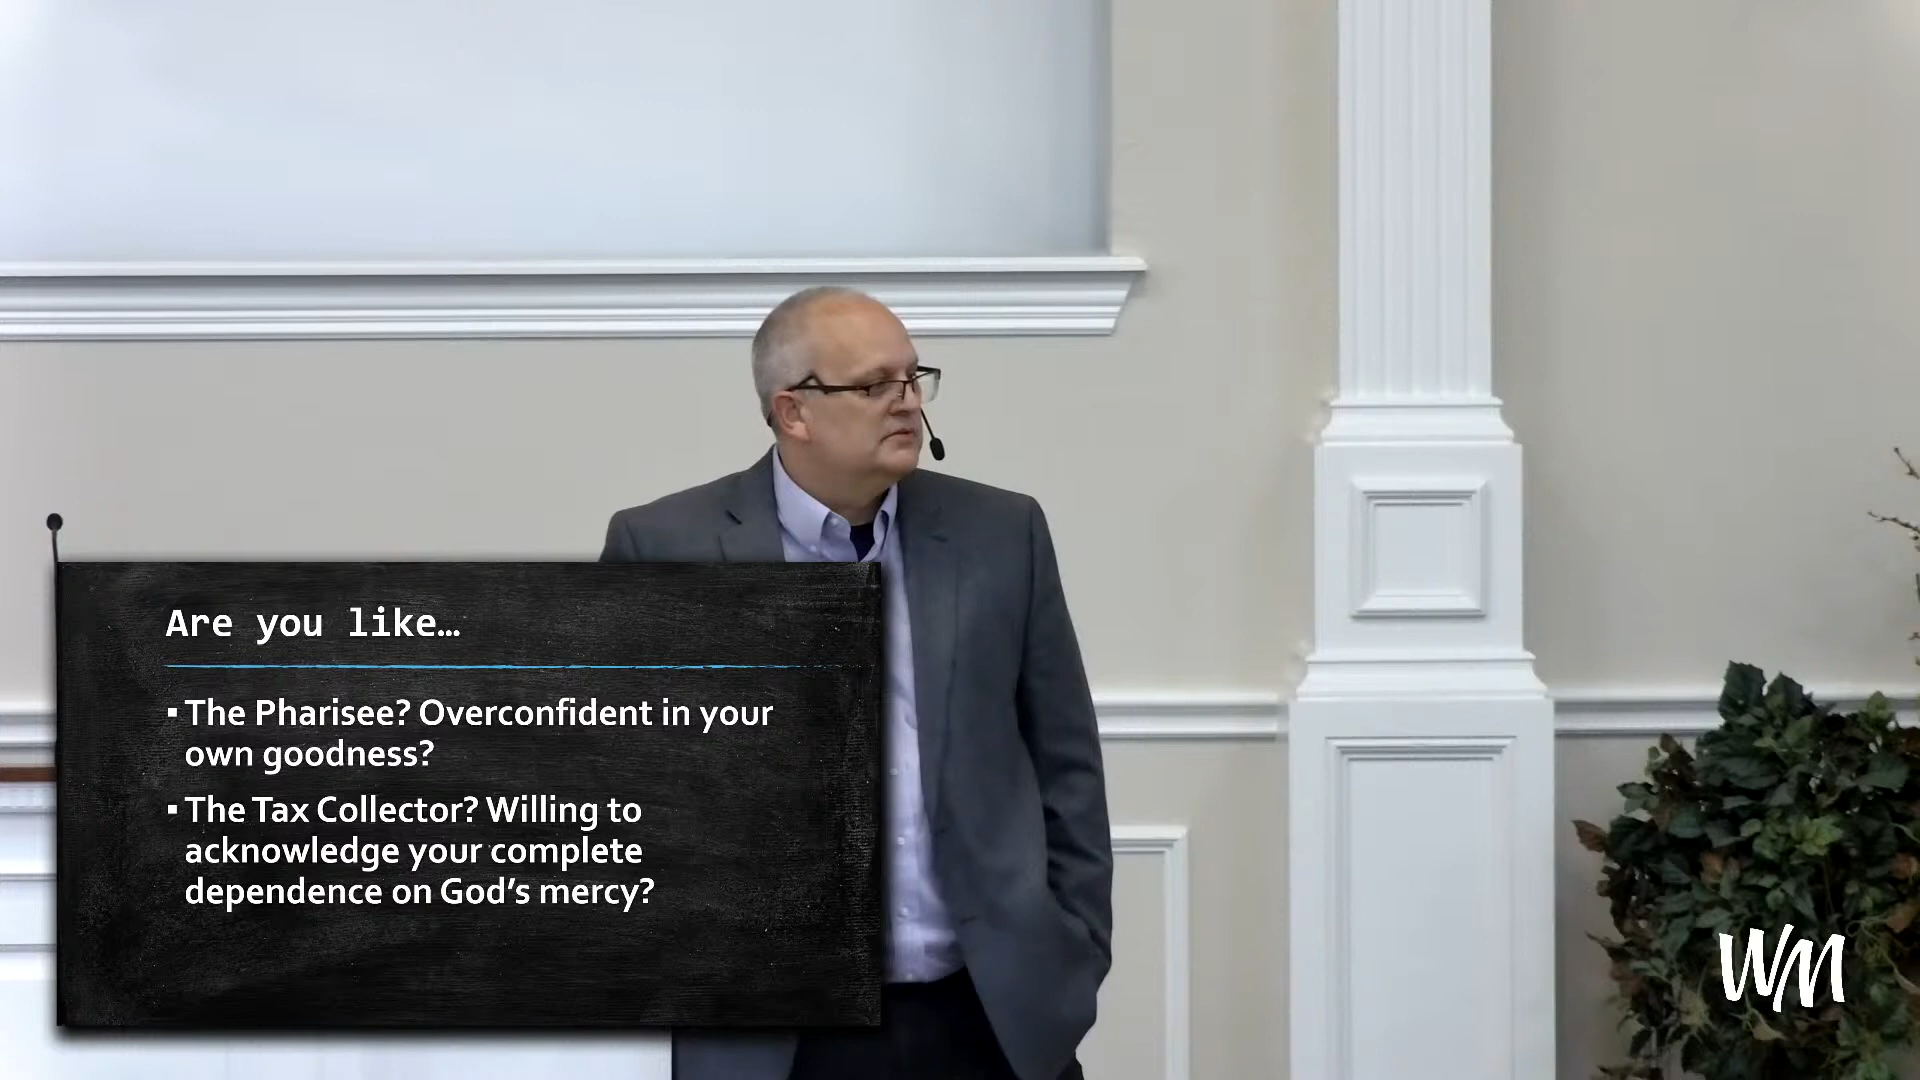 Are you like…
▪ The Pharisee? Overconfident in your
own goodness?
▪ The Tax Collector? Willing to
acknowledge your complete
dependence on God’s mercy?
WM